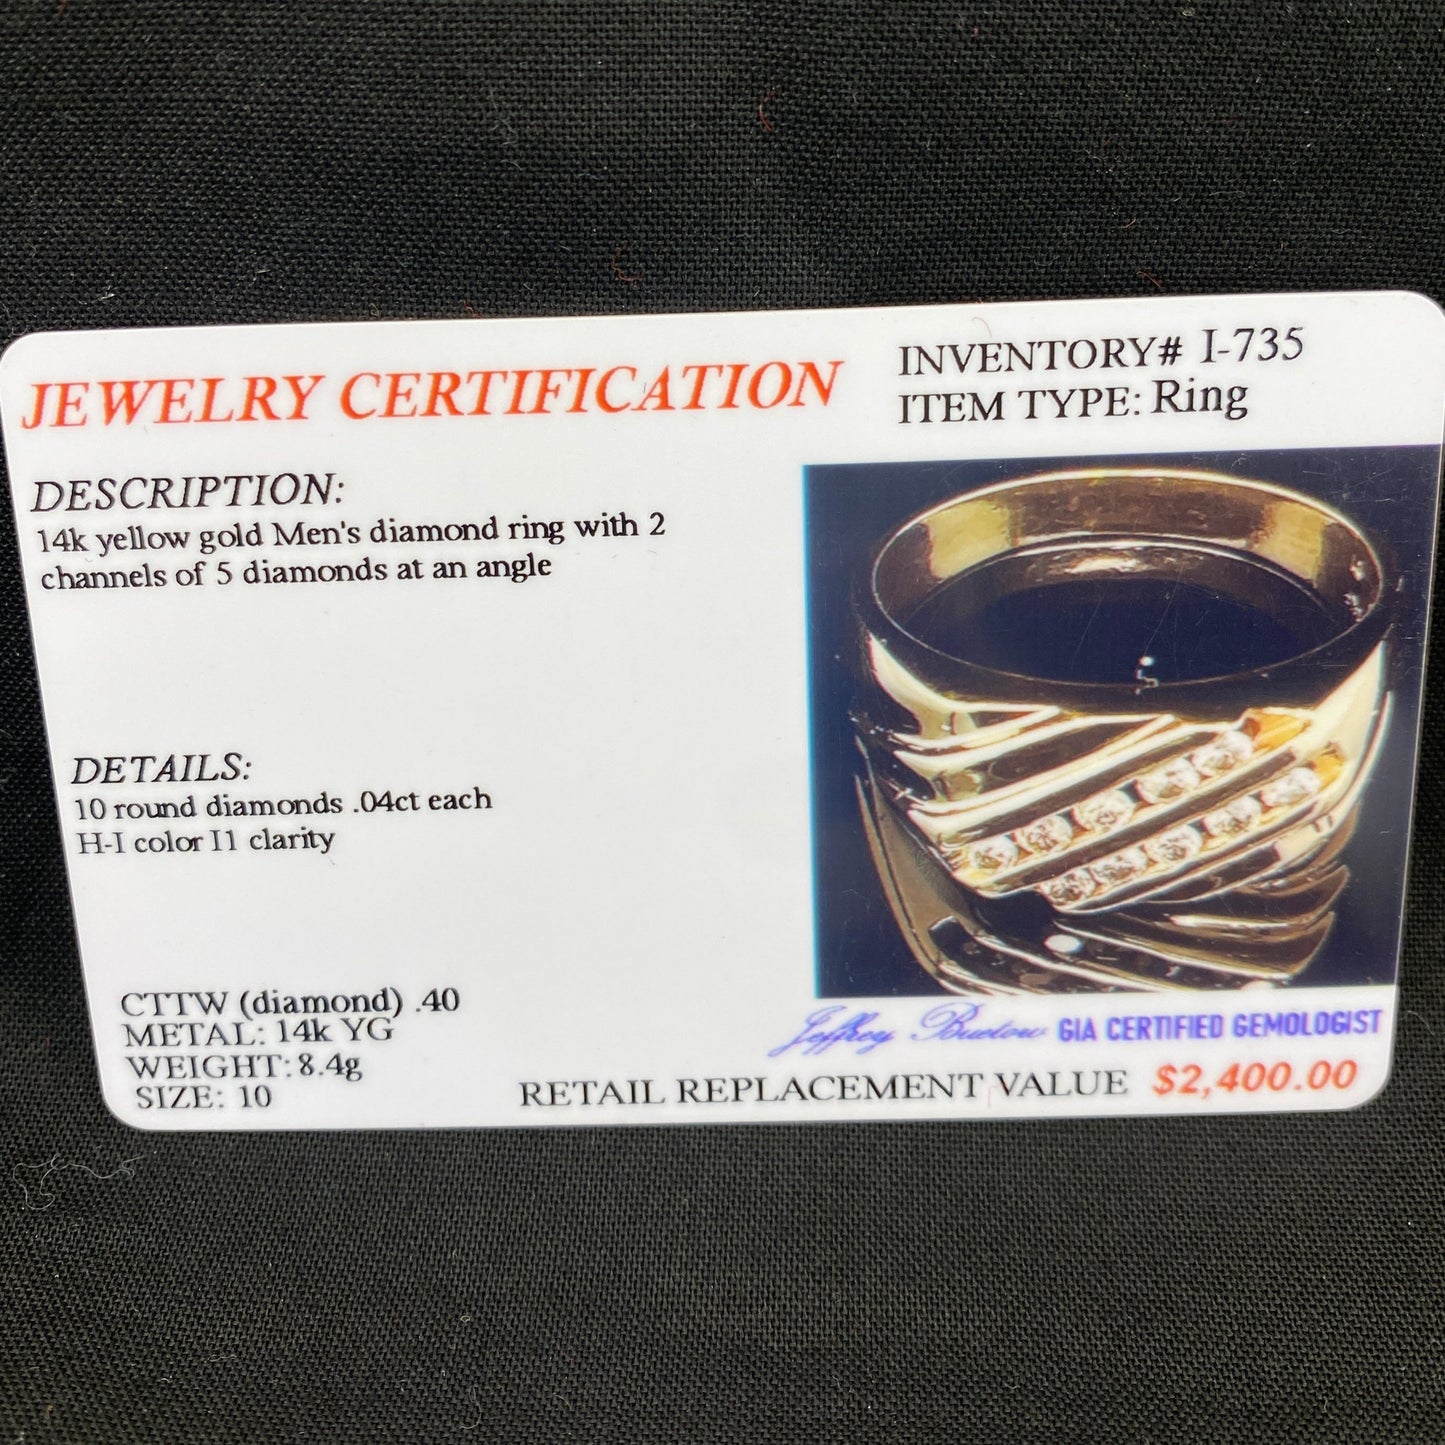 JEWELRY CERTIFICATION
INVENTORY# I-735
ITEM TYPE: Ring
DESCRIPTION:
14k yellow gold Men's diamond ring with 2
channels of 5 diamonds at an angle
DETAILS:
10 round diamonds .04ct each
H-I color I1 clarity
CTTW (diamond) .40
METAL: 14k YG
WEIGHT: 8.4g
SIZE: 10
Jeffrey Buetow GIA CERTIFIED GEMOLOGIST
RETAIL REPLACEMENT VALUE $2,400.00